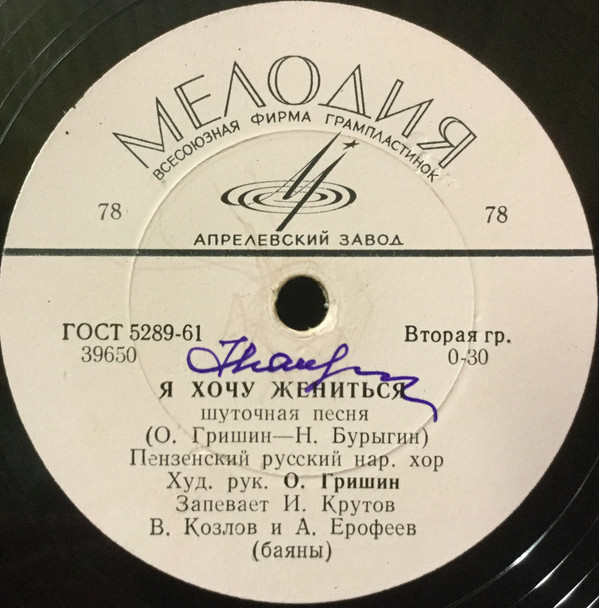 МЕЛОДИЯ
ВСЕСОЮЗНАЯ ФИРМА ГРАМПЛАСТИНОК
78 78
АПРЕЛЕВСКИЙ ЗАВОД
ГОСТ 5289-61 Вторая гр.
39650 0-30
Я ХОЧУ ЖЕНИТЬСЯ
шуточная песня
(О. Гришин—Н. Бурыгин)
Пензенский русский нар. хор
Худ. рук. О. Гришин
Запевает И. Крутов
В. Козлов и А. Ерофеев
(баяны)